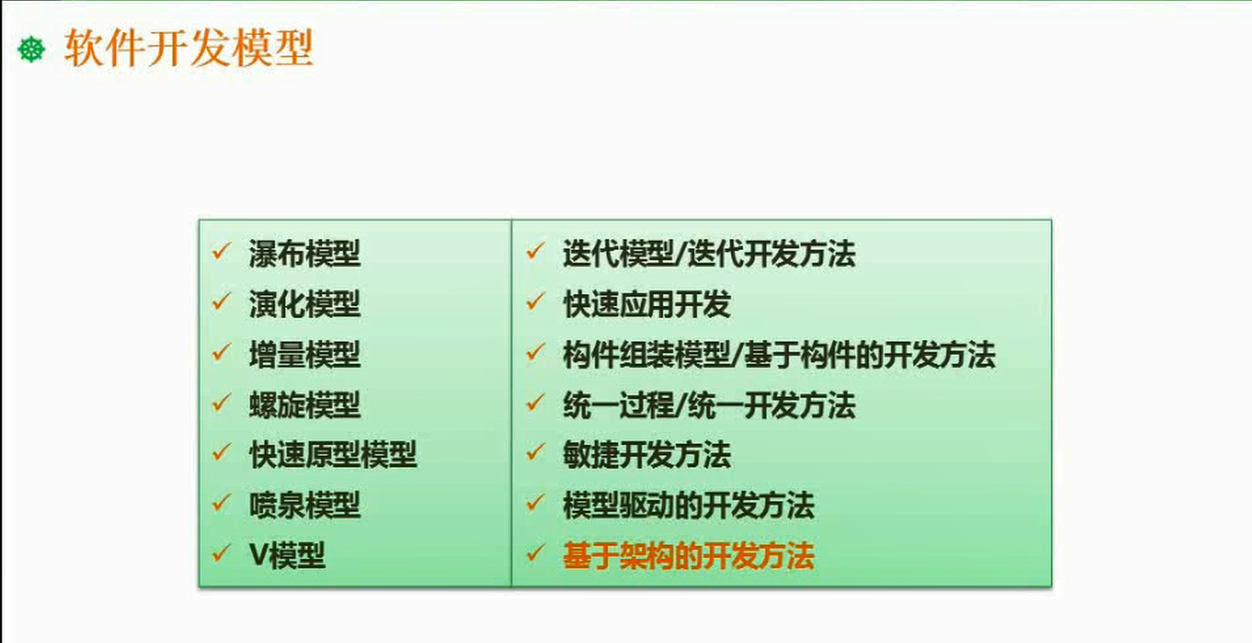 软件开发模型
瀑布模型
演化模型
增量模型
螺旋模型
快速原型模型
喷泉模型
V模型
迭代模型/迭代开发方法
快速应用开发
构件组装模型/基于构件的开发方法
统一过程/统一开发方法
敏捷开发方法
模型驱动的开发方法
基于架构的开发方法